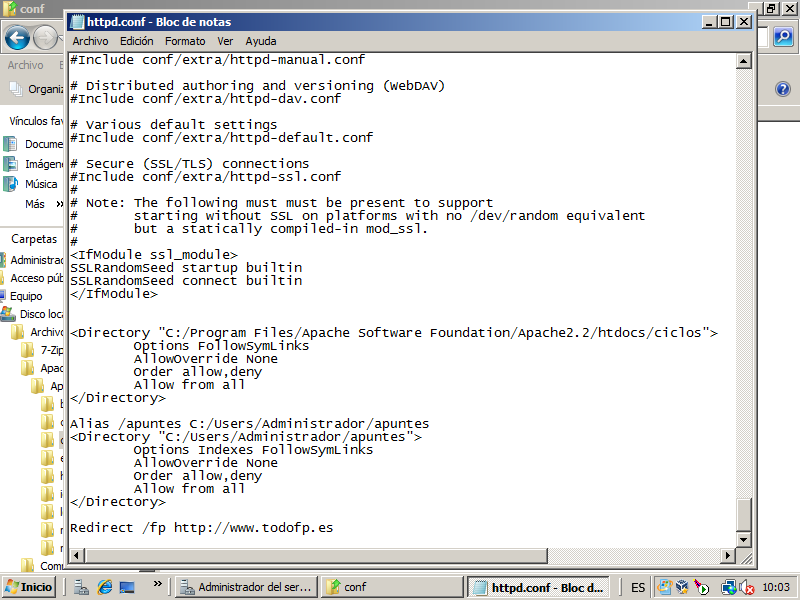 conf
httpd.conf - Bloc de notas
Archivo Edición Formato Ver Ayuda
Archivo
Organiz
Vínculos fav
Docume
Imágene
Música
Más »
Carpetas
Administrad
Acceso púb
Equipo
Disco loca
Archivo
7-Zip
Apac
Ap
Com
#Include conf/extra/httpd-manual.conf
# Distributed authoring and versioning (WebDAV)
#Include conf/extra/httpd-dav.conf
# Various default settings
#Include conf/extra/httpd-default.conf
# Secure (SSL/TLS) connections
#Include conf/extra/httpd-ssl.conf
#
# Note: The following must must be present to support
#       starting without SSL on platforms with no /dev/random equivalent
#       but a statically compiled-in mod_ssl.
#
<IfModule ssl_module>
SSLRandomSeed startup builtin
SSLRandomSeed connect builtin
</IfModule>
<Directory "C:/Program Files/Apache Software Foundation/Apache2.2/htdocs/ciclos">
Options FollowSymLinks
AllowOverride None
Order allow,deny
Allow from all
</Directory>
Alias /apuntes C:/Users/Administrador/apuntes
<Directory "C:/Users/Administrador/apuntes">
Options Indexes FollowSymLinks
AllowOverride None
Order allow,deny
Allow from all
</Directory>
Redirect /fp http://www.todofp.es
Inicio » Administrador del ser... conf httpd.conf - Bloc d... ES 10:03